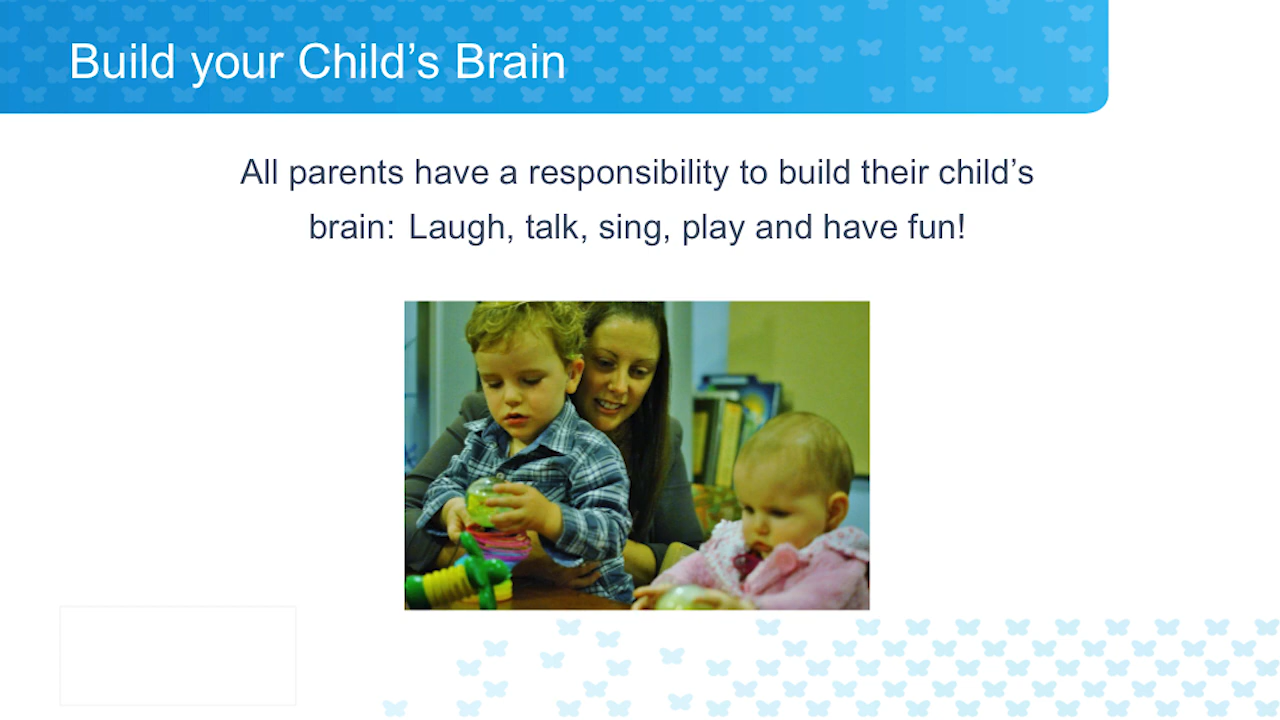 Build your Child’s Brain
All parents have a responsibility to build their child’s
brain: Laugh, talk, sing, play and have fun!